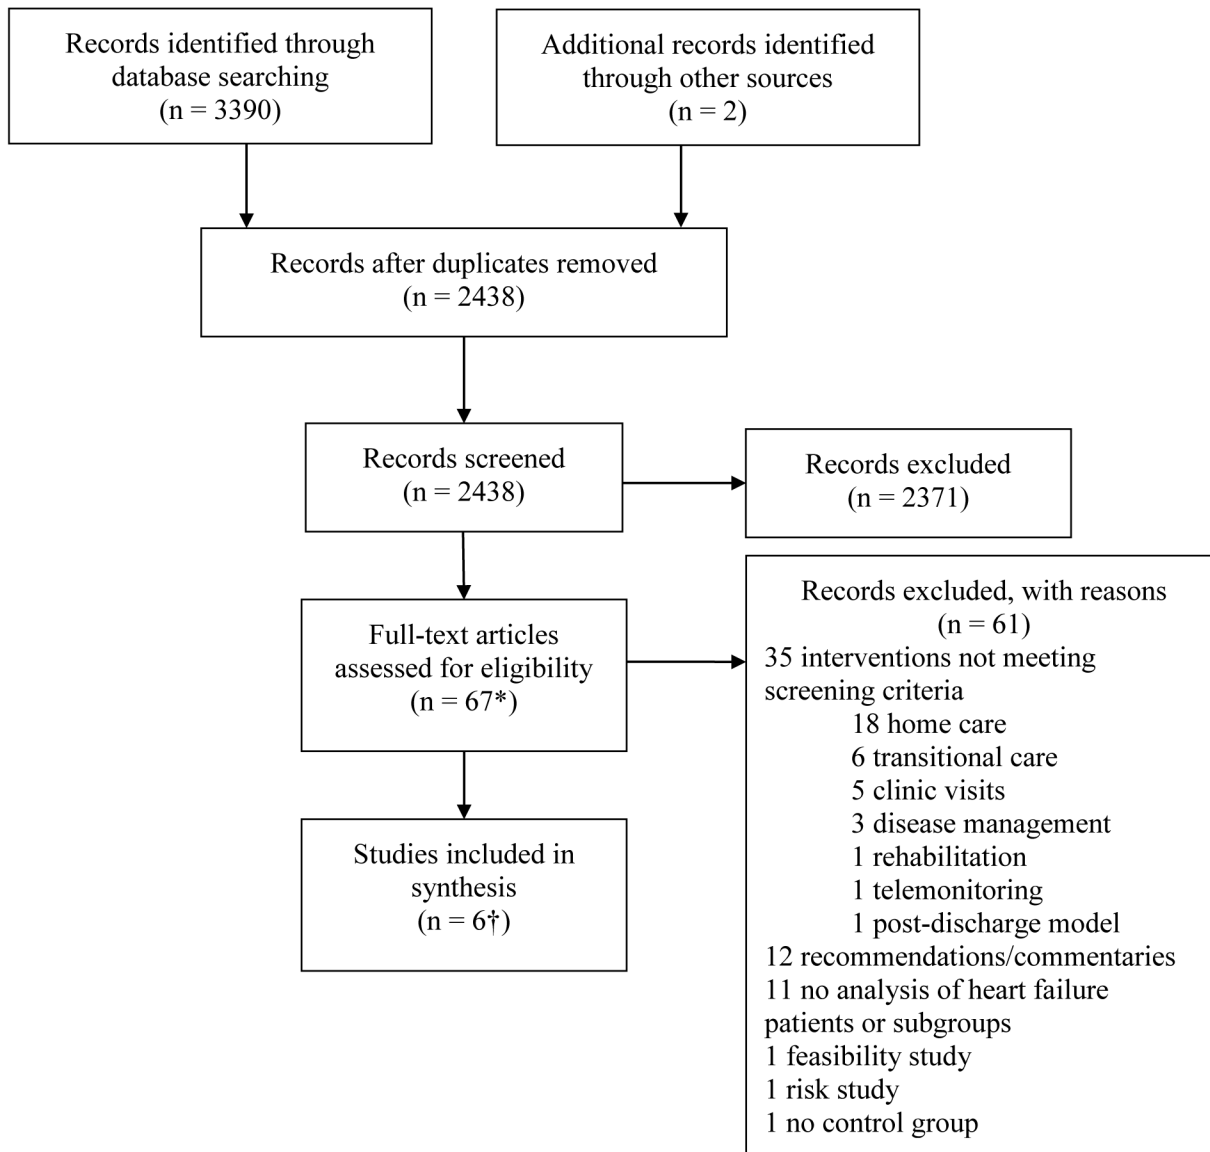 Records identified through
database searching
(n = 3390)
Additional records identified
through other sources
(n = 2)
Records after duplicates removed
(n = 2438)
Records screened
(n = 2438)
Records excluded
(n = 2371)
Full-text articles
assessed for eligibility
(n = 67*)
Records excluded, with reasons
(n = 61)
35 interventions not meeting
screening criteria
18 home care
6 transitional care
5 clinic visits
3 disease management
1 rehabilitation
1 telemonitoring
1 post-discharge model
12 recommendations/commentaries
11 no analysis of heart failure
patients or subgroups
1 feasibility study
1 risk study
1 no control group
Studies included in
synthesis
(n = 6†)